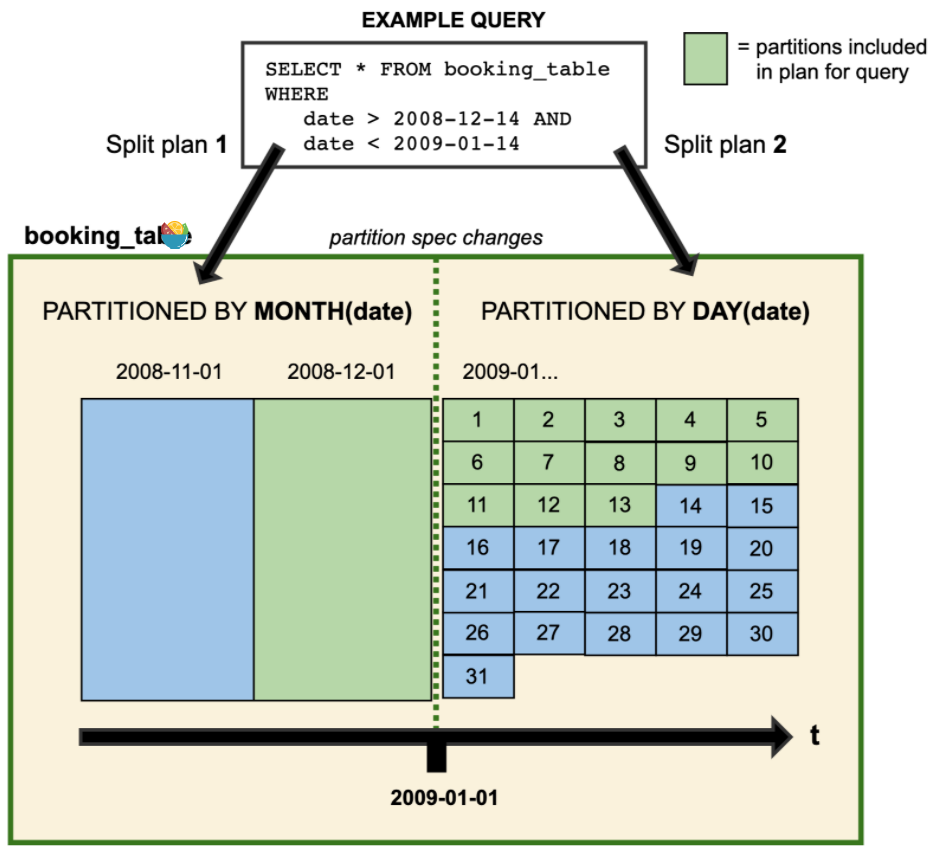 EXAMPLE QUERY
SELECT * FROM booking_table
WHERE
date > 2008-12-14 AND
date < 2009-01-14
= partitions included
in plan for query
Split plan 1
Split plan 2
partition spec changes
PARTITIONED BY MONTH(date)
PARTITIONED BY DAY(date)
2008-11-01
2008-12-01
2009-01...
1 2 3 4 5
6 7 8 9 10
11 12 13 14 15
16 17 18 19 20
21 22 23 24 25
26 27 28 29 30
31
t
2009-01-01